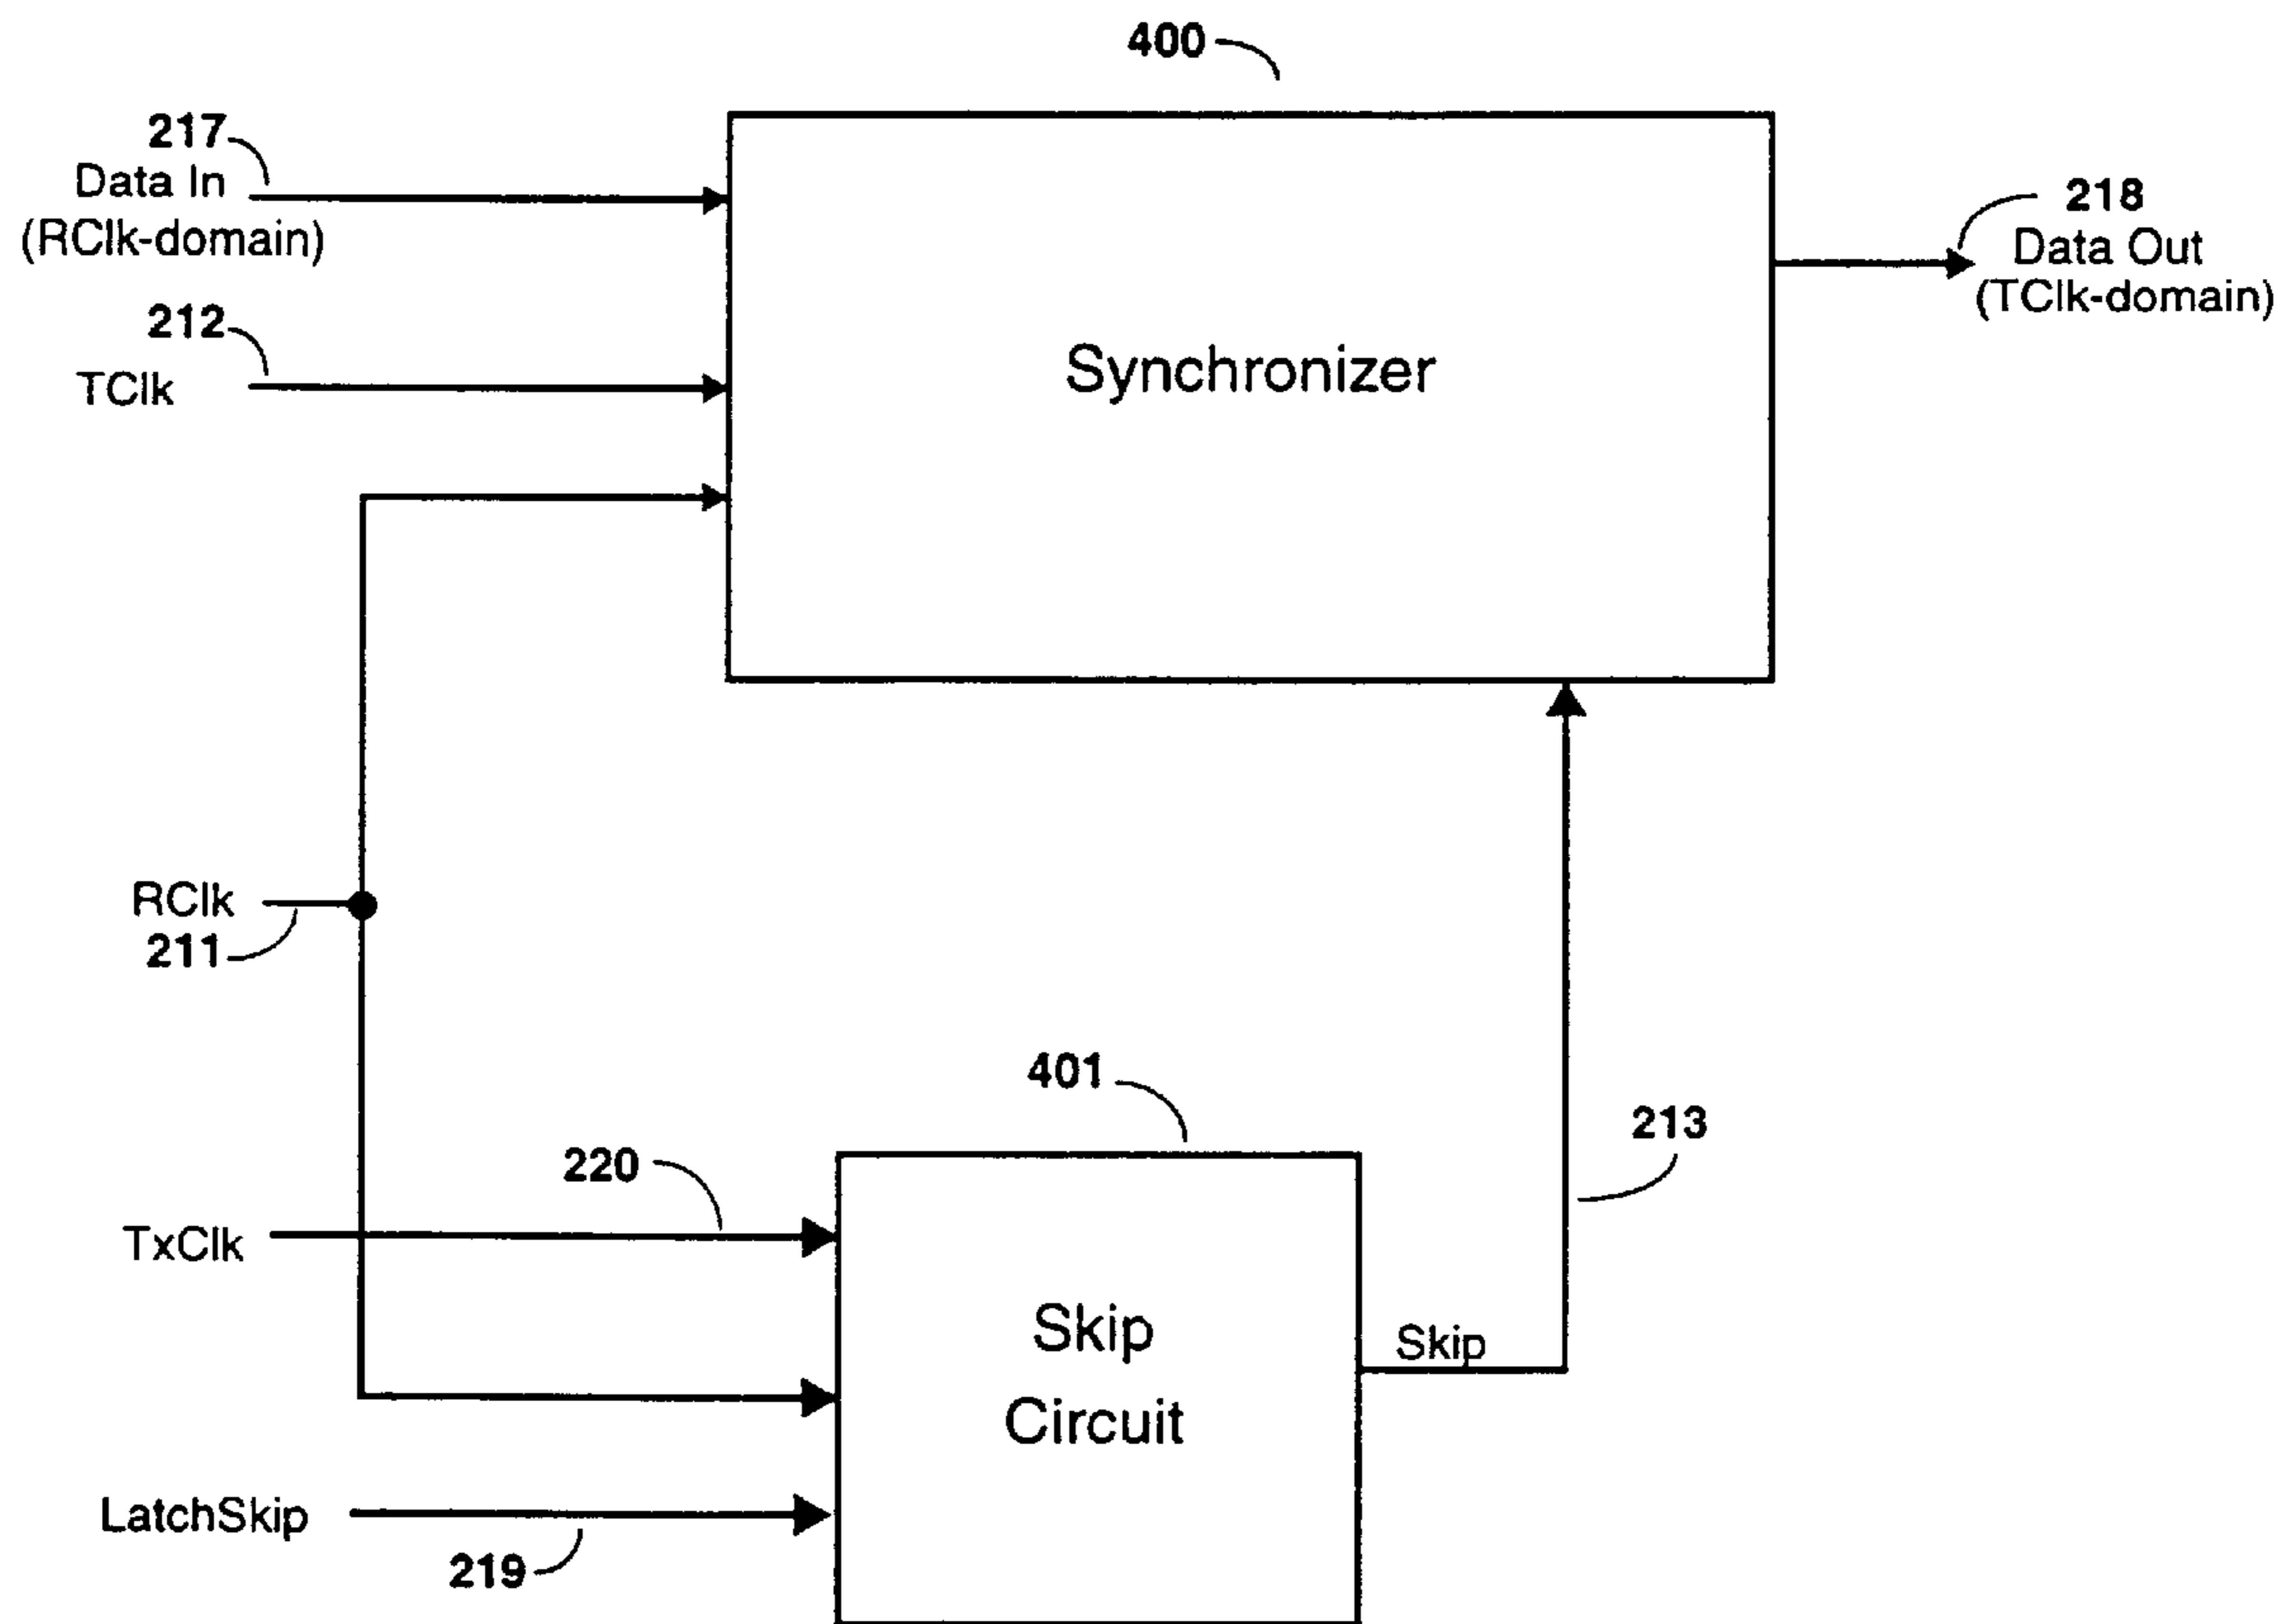 400
217
Data In
(RClk-domain)
218
Data Out
(TClk-domain)
212
TClk
Synchronizer
RClk
211
401
213
220
TxClk
Skip
Circuit
Skip
LatchSkip
219